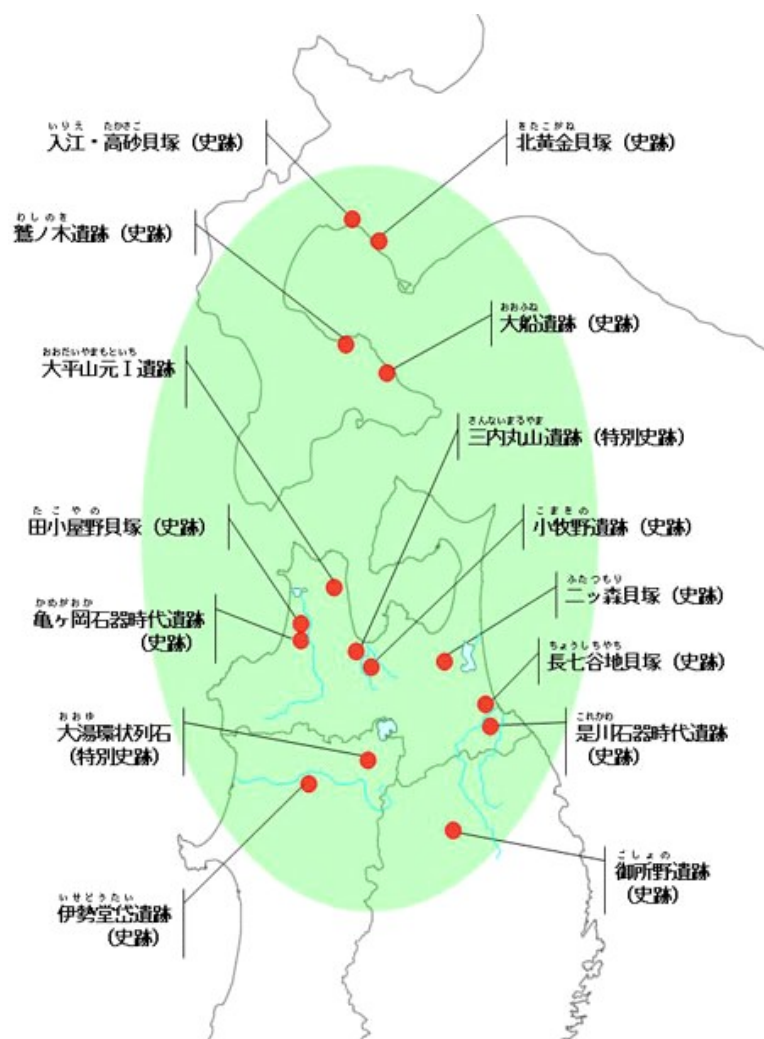 いりえ たかさご
入江・高砂貝塚（史跡）
きたこがね
北黄金貝塚（史跡）
わしのき
鷲ノ木遺跡（史跡）
おおふね
大船遺跡（史跡）
おおだいやまもといち
大平山元Ⅰ遺跡
さんないまるやま
三内丸山遺跡（特別史跡）
たこやの
田小屋野貝塚（史跡）
こまきの
小牧野遺跡（史跡）
ふたつもり
二ッ森貝塚（史跡）
かめがおか
亀ヶ岡石器時代遺跡
（史跡）
ちょうしちやち
長七谷地貝塚（史跡）
おおゆ
大湯環状列石
（特別史跡）
これかわ
是川石器時代遺跡
（史跡）
ごしょの
御所野遺跡
（史跡）
いせどうたい
伊勢堂岱遺跡
（史跡）